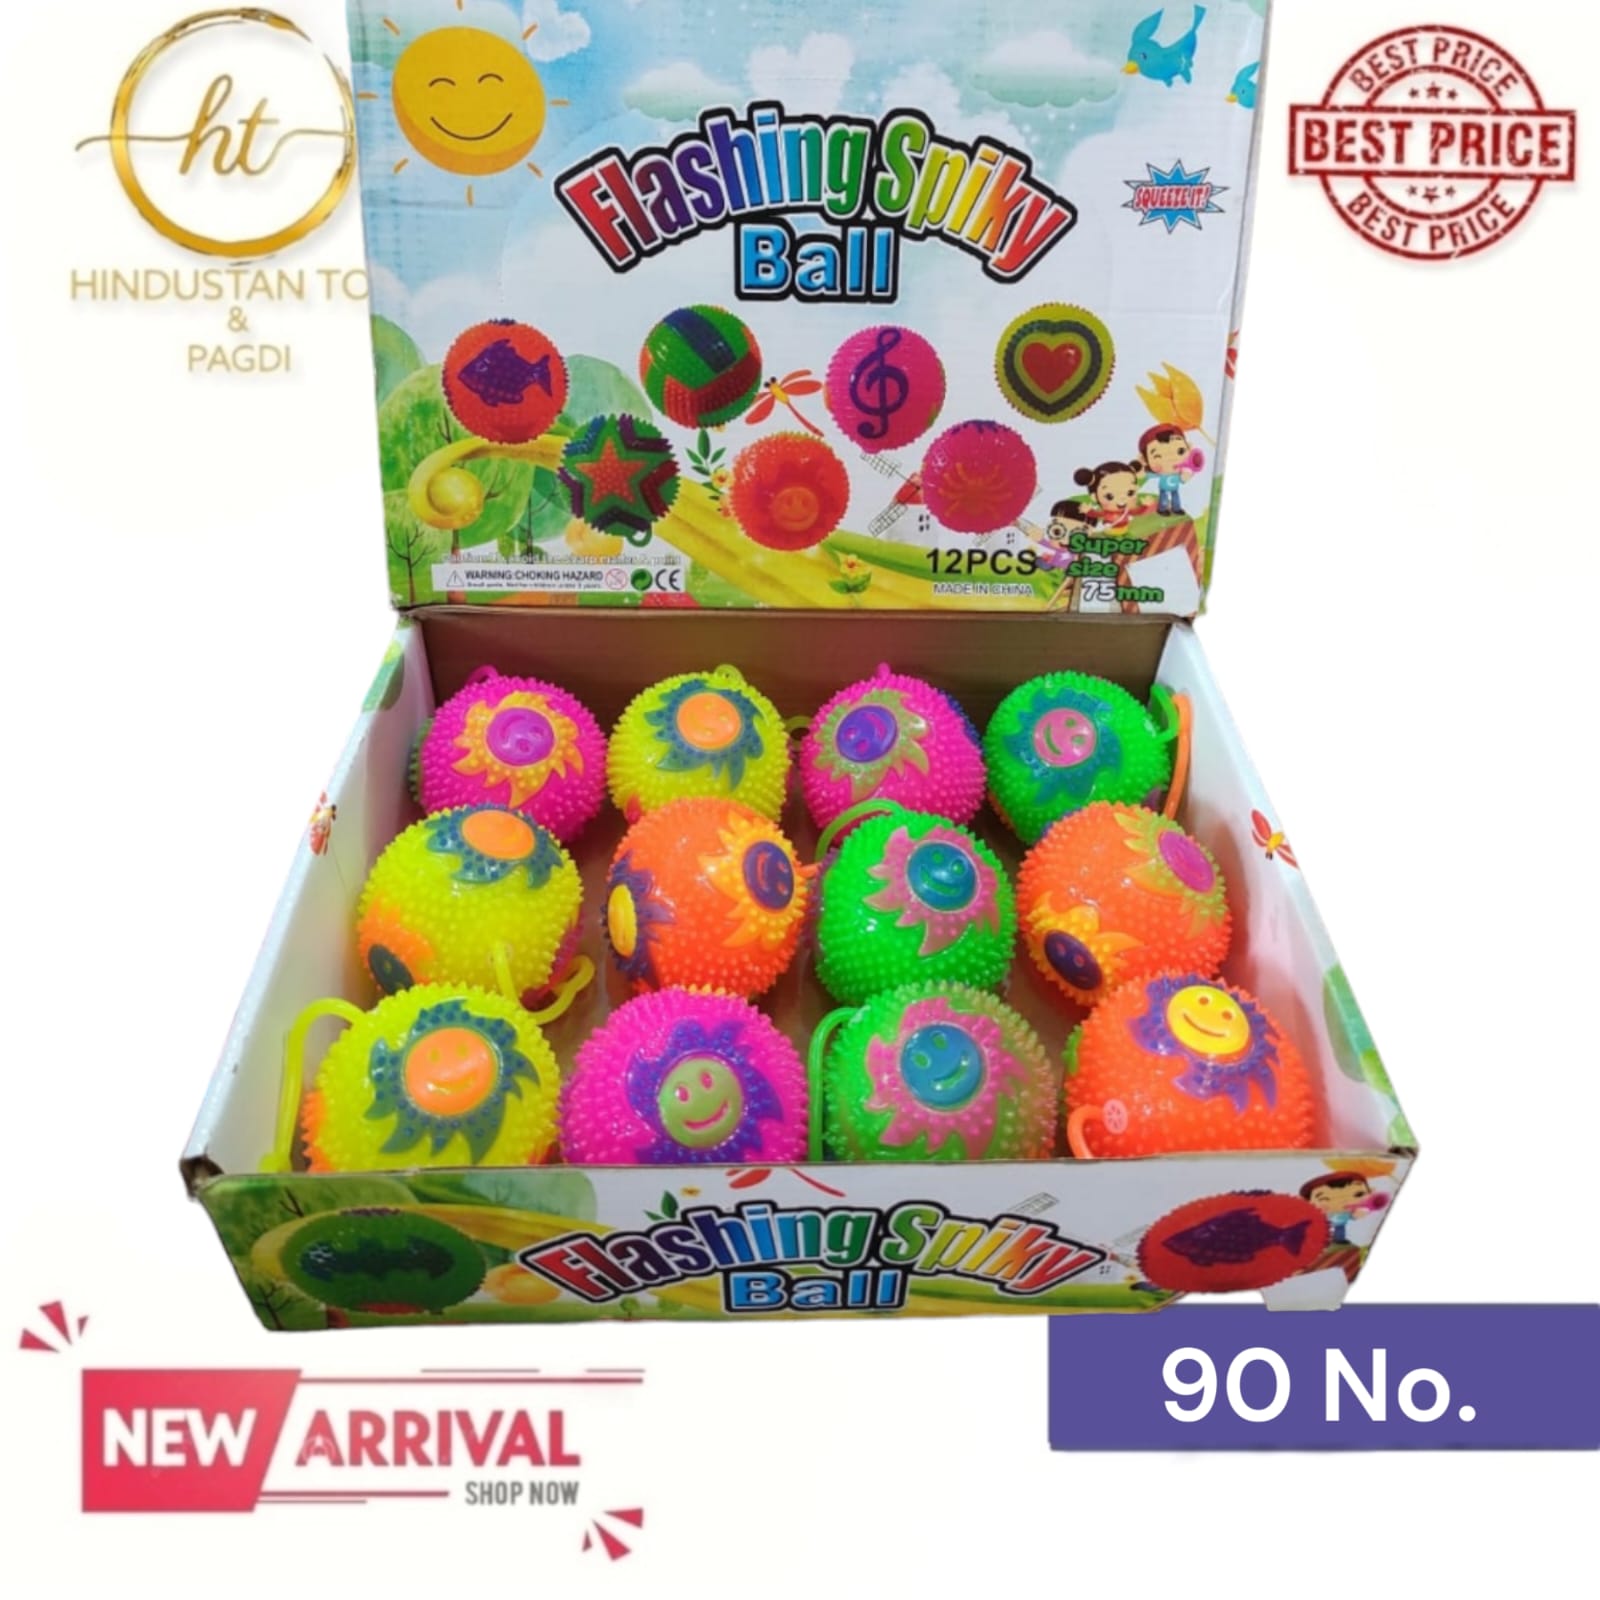 ht
HINDUSTAN TO
&
PAGDI
BEST PRICE
BEST PRICE
BEST PRICE
Flashing Spiky
Ball
SQUEEZE IT!
WARNING:CHOKING HAZARD
CE
12PCS
MADE IN CHINA
Super
size
75mm
Flashing Spiky
Ball
90 No.
NEW ARRIVAL
SHOP NOW